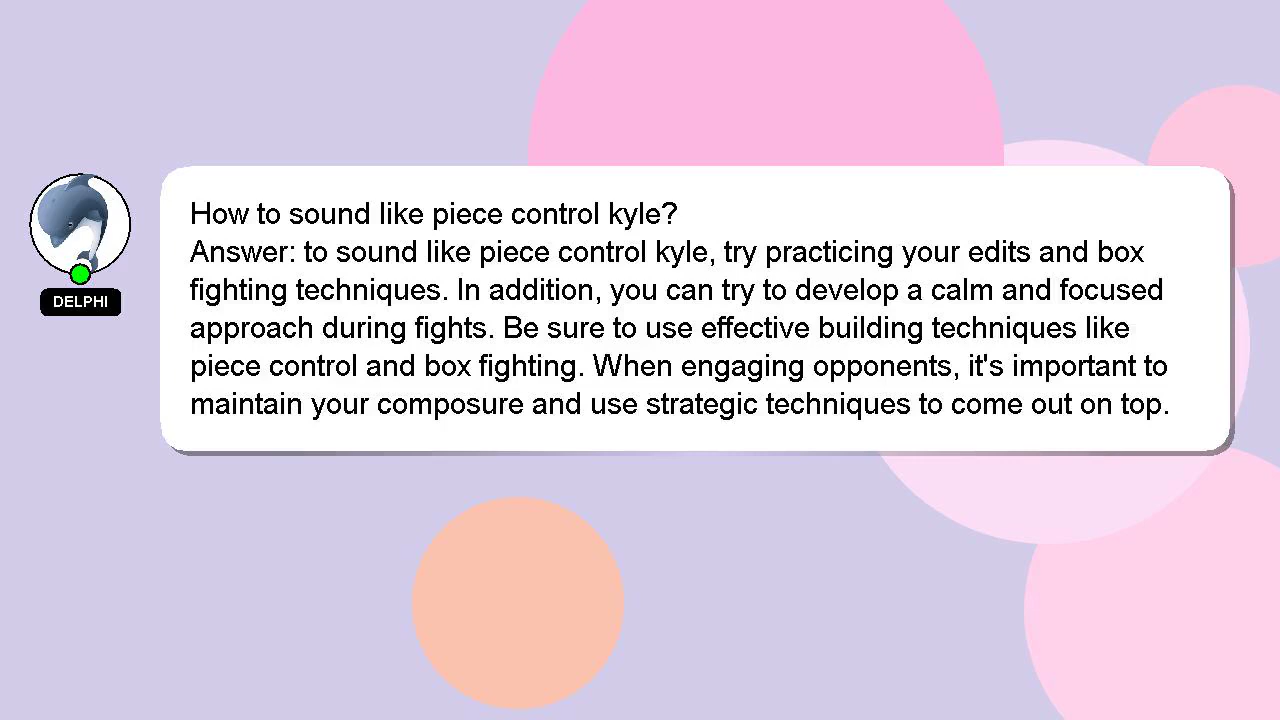 How to sound like piece control kyle?
Answer: to sound like piece control kyle, try practicing your edits and box
fighting techniques. In addition, you can try to develop a calm and focused
approach during fights. Be sure to use effective building techniques like
piece control and box fighting. When engaging opponents, it's important to
maintain your composure and use strategic techniques to come out on top.
DELPHI